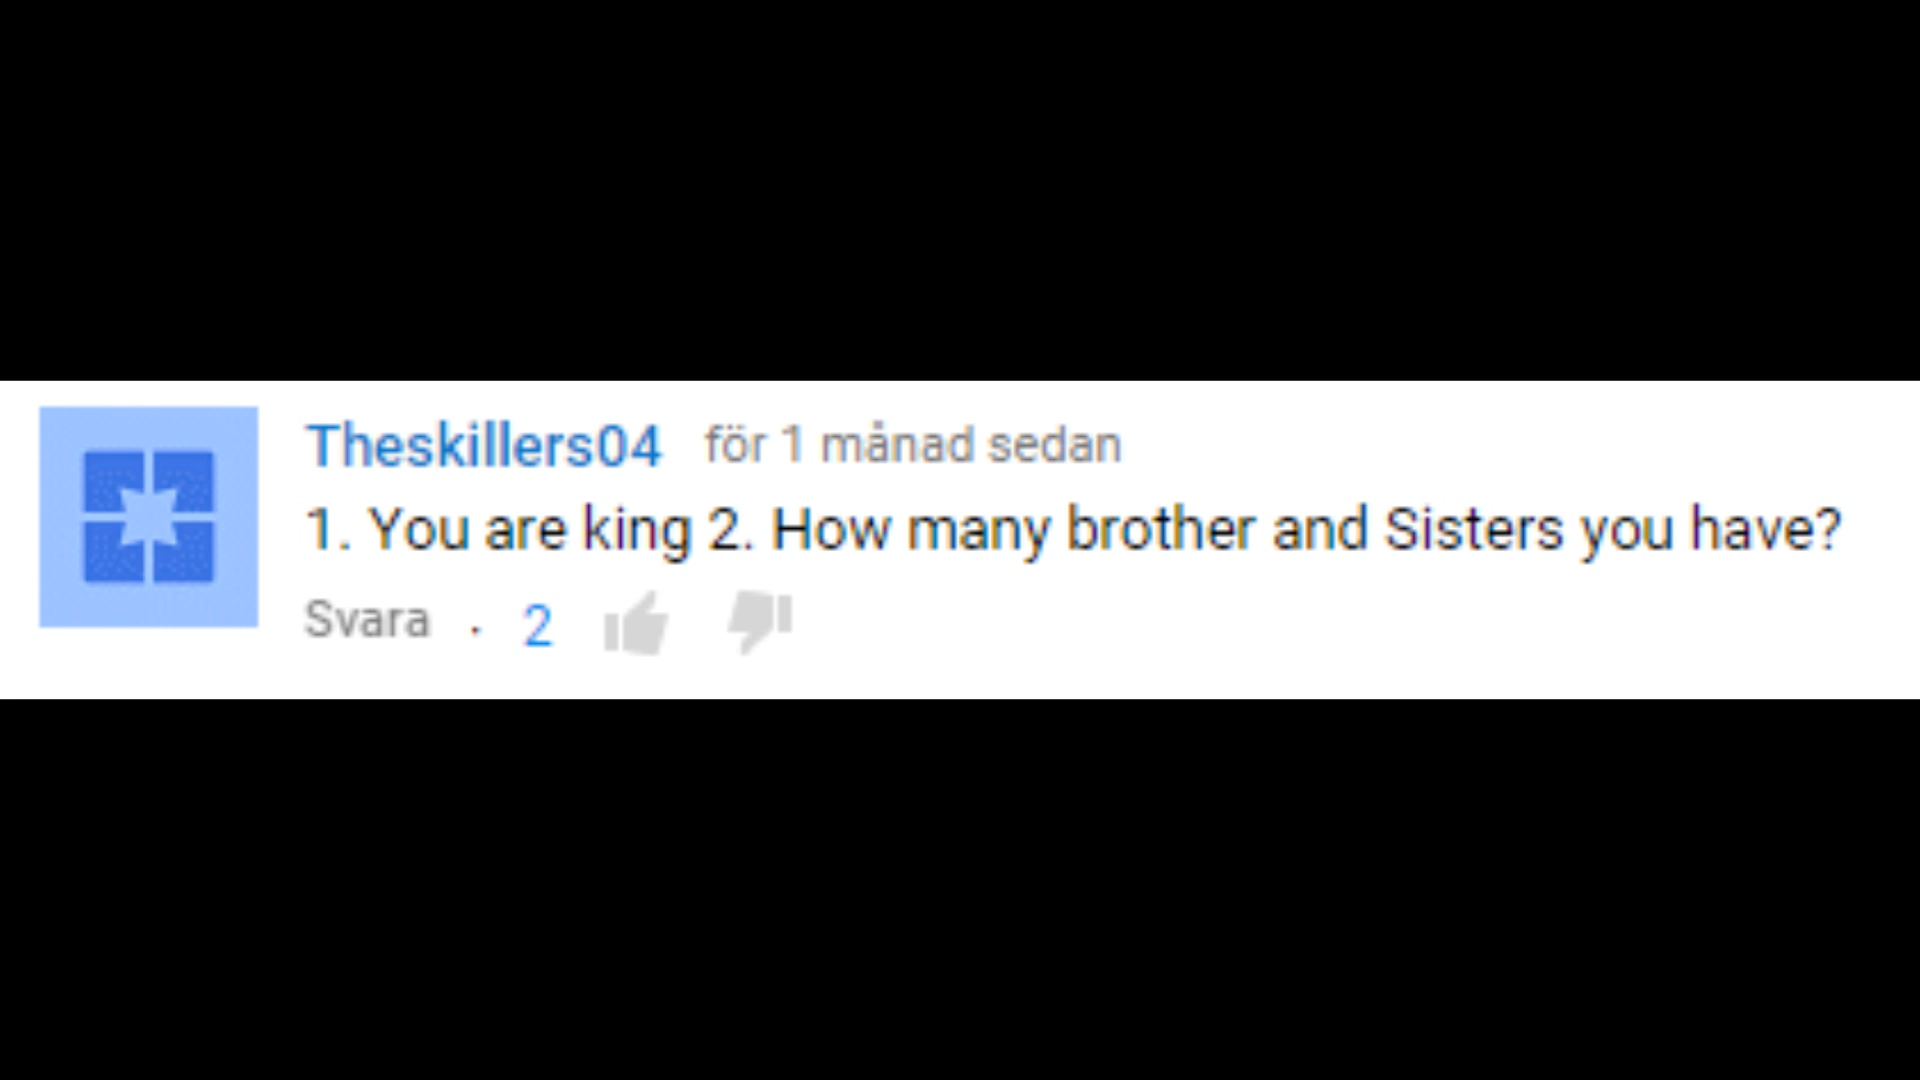 Theskillers04 för 1 månad sedan
1. You are king 2. How many brother and Sisters you have?
Svara . 2